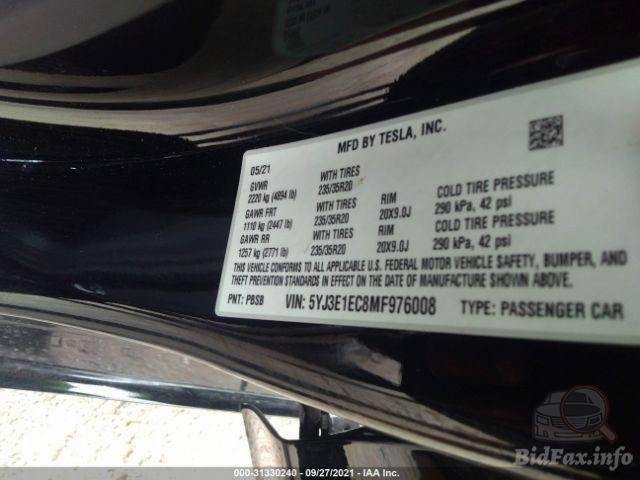 MFD BY TESLA, INC.
05/21
GVWR WITH TIRES
2220 kg (4894 lb) 235/35R20 RIM COLD TIRE PRESSURE
GAWR FRT WITH TIRES 20X9.0J 290 kPa, 42 psi
1110 kg (2447 lb) 235/35R20 RIM COLD TIRE PRESSURE
GAWR RR WITH TIRES 20X9.0J 290 kPa, 42 psi
1257 kg (2771 lb) 235/35R20
THIS VEHICLE CONFORMS TO ALL APPLICABLE U.S. FEDERAL MOTOR VEHICLE SAFETY, BUMPER, AND
THEFT PREVENTION STANDARDS IN EFFECT ON THE DATE OF MANUFACTURE SHOWN ABOVE.
PNT: PBSB VIN: 5YJ3E1EC8MF976008 TYPE: PASSENGER CAR
BidFax.info
000-31330240 - 09/27/2021 - IAA Inc.